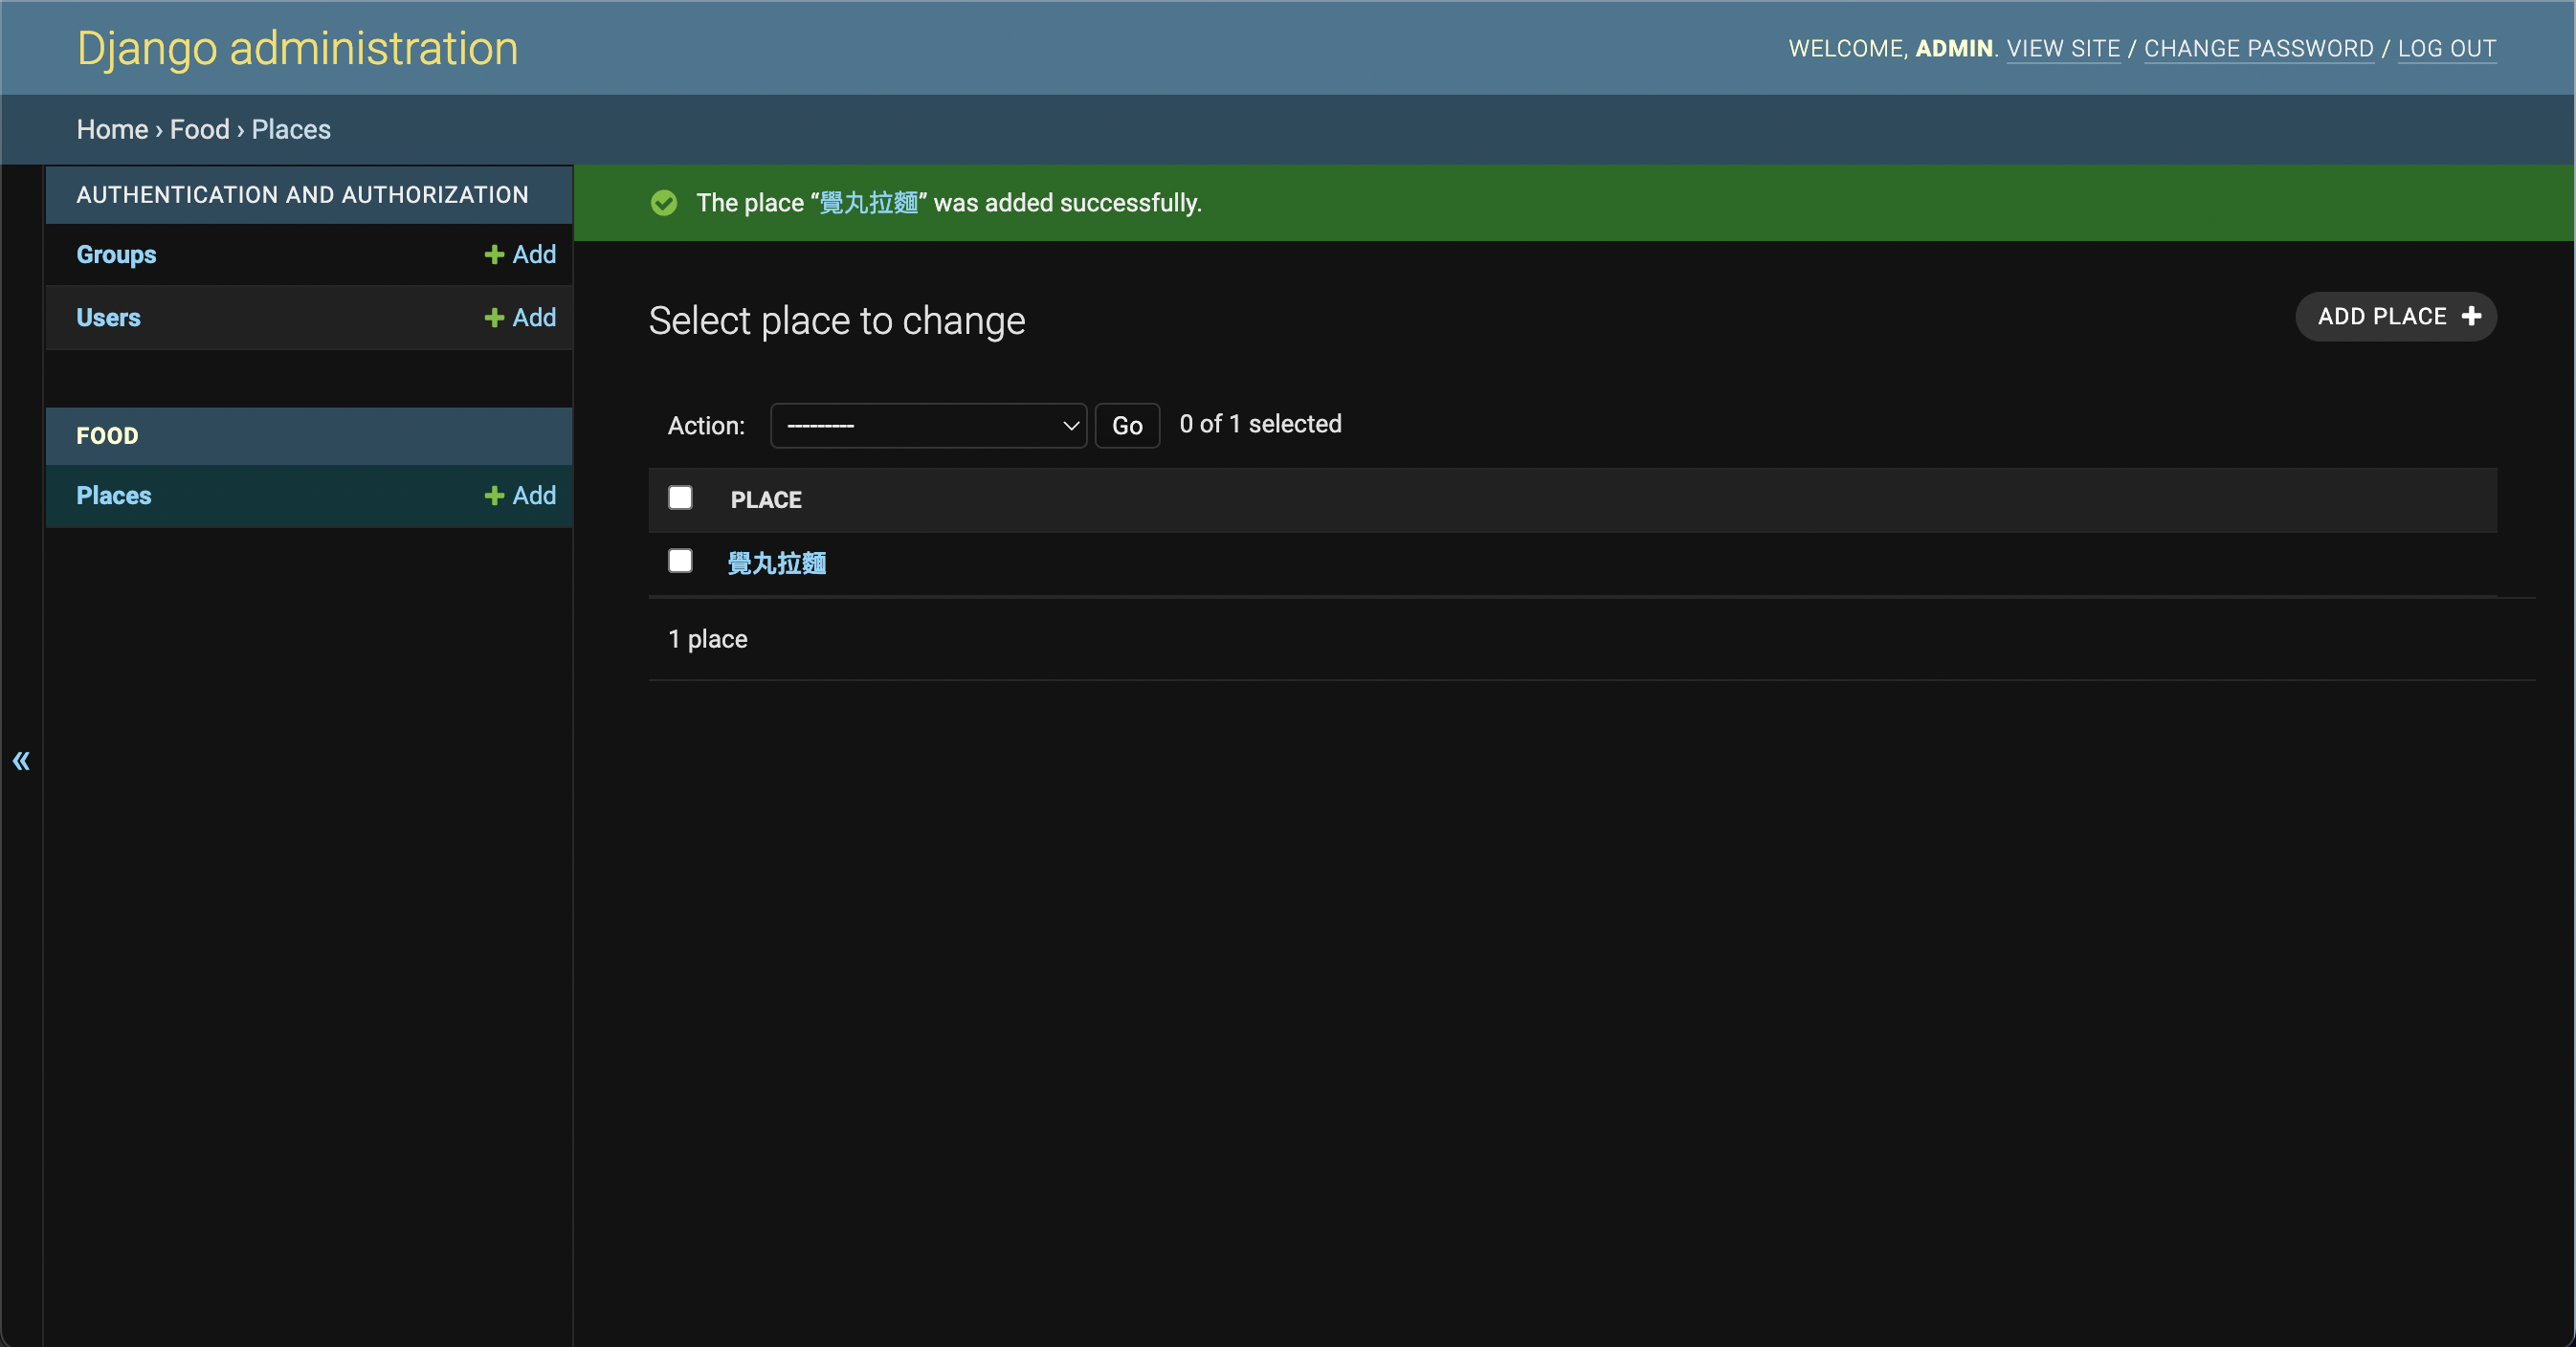 Django administration
WELCOME, ADMIN. VIEW SITE / CHANGE PASSWORD / LOG OUT
Home › Food › Places
AUTHENTICATION AND AUTHORIZATION
Groups + Add
Users + Add
FOOD
Places + Add
«
The place “覺丸拉麵” was added successfully.
Select place to change
ADD PLACE +
Action: --------- Go 0 of 1 selected
PLACE
覺丸拉麵
1 place